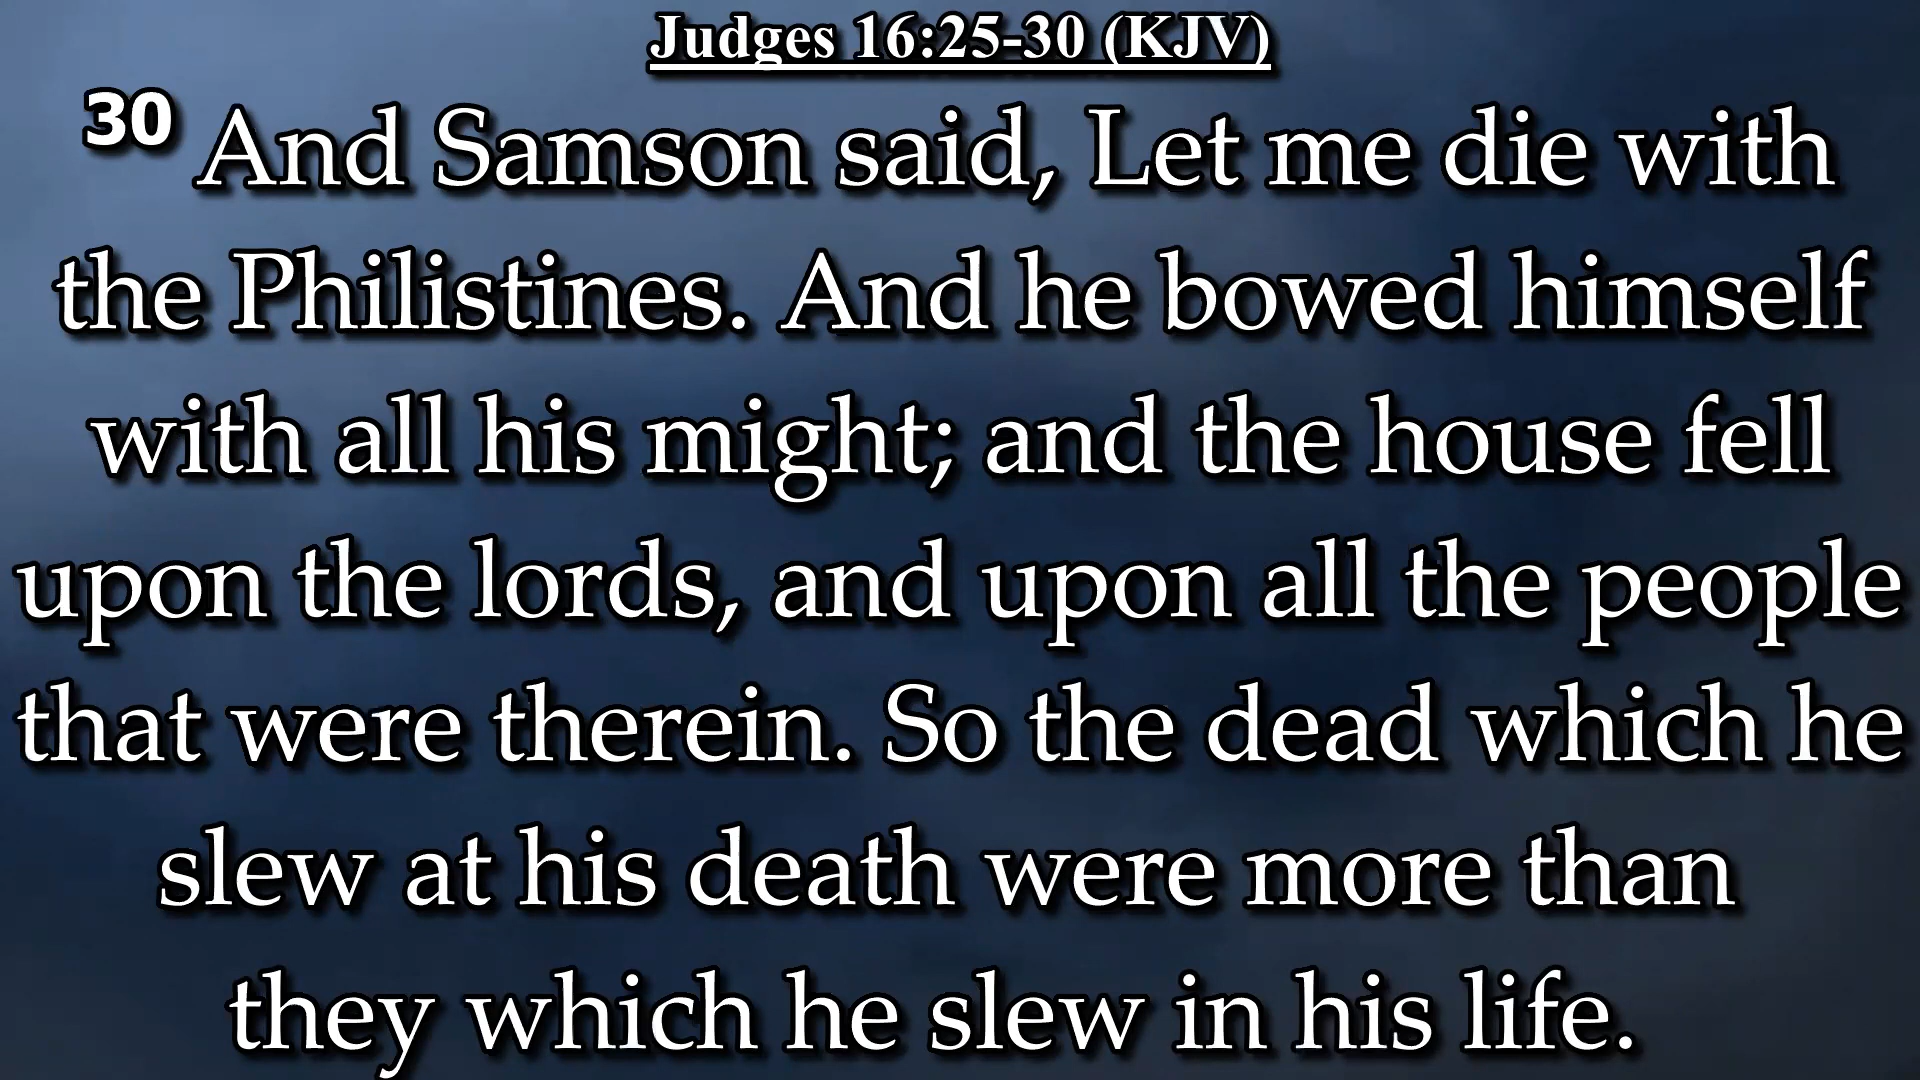 Judges 16:25-30 (KJV)
30 And Samson said, Let me die with
the Philistines. And he bowed himself
with all his might; and the house fell
upon the lords, and upon all the people
that were therein. So the dead which he
slew at his death were more than
they which he slew in his life.